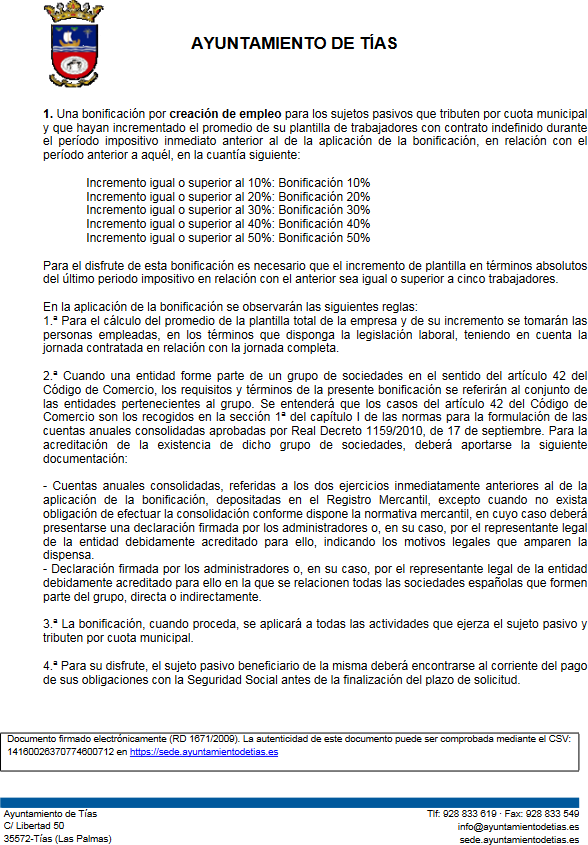 AYUNTAMIENTO DE TÍAS
1. Una bonificación por creación de empleo para los sujetos pasivos que tributen por cuota municipal
y que hayan incrementado el promedio de su plantilla de trabajadores con contrato indefinido durante
el período impositivo inmediato anterior al de la aplicación de la bonificación, en relación con el
período anterior a aquél, en la cuantía siguiente:
Incremento igual o superior al 10%: Bonificación 10%
Incremento igual o superior al 20%: Bonificación 20%
Incremento igual o superior al 30%: Bonificación 30%
Incremento igual o superior al 40%: Bonificación 40%
Incremento igual o superior al 50%: Bonificación 50%
Para el disfrute de esta bonificación es necesario que el incremento de plantilla en términos absolutos
del último periodo impositivo en relación con el anterior sea igual o superior a cinco trabajadores.
En la aplicación de la bonificación se observarán las siguientes reglas:
1.ª Para el cálculo del promedio de la plantilla total de la empresa y de su incremento se tomarán las
personas empleadas, en los términos que disponga la legislación laboral, teniendo en cuenta la
jornada contratada en relación con la jornada completa.
2.ª Cuando una entidad forme parte de un grupo de sociedades en el sentido del artículo 42 del
Código de Comercio, los requisitos y términos de la presente bonificación se referirán al conjunto de
las entidades pertenecientes al grupo. Se entenderá que los casos del artículo 42 del Código de
Comercio son los recogidos en la sección 1ª del capítulo I de las normas para la formulación de las
cuentas anuales consolidadas aprobadas por Real Decreto 1159/2010, de 17 de septiembre. Para la
acreditación de la existencia de dicho grupo de sociedades, deberá aportarse la siguiente
documentación:
- Cuentas anuales consolidadas, referidas a los dos ejercicios inmediatamente anteriores al de la
aplicación de la bonificación, depositadas en el Registro Mercantil, excepto cuando no exista
obligación de efectuar la consolidación conforme dispone la normativa mercantil, en cuyo caso deberá
presentarse una declaración firmada por los administradores o, en su caso, por el representante legal
de la entidad debidamente acreditado para ello, indicando los motivos legales que amparen la
dispensa.
- Declaración firmada por los administradores o, en su caso, por el representante legal de la entidad
debidamente acreditado para ello en la que se relacionen todas las sociedades españolas que formen
parte del grupo, directa o indirectamente.
3.ª La bonificación, cuando proceda, se aplicará a todas las actividades que ejerza el sujeto pasivo y
tributen por cuota municipal.
4.ª Para su disfrute, el sujeto pasivo beneficiario de la misma deberá encontrarse al corriente del pago
de sus obligaciones con la Seguridad Social antes de la finalización del plazo de solicitud.
Documento firmado electrónicamente (RD 1671/2009). La autenticidad de este documento puede ser comprobada mediante el CSV:
14160026370774600712 en https://sede.ayuntamientodetias.es
Ayuntamiento de Tías
C/ Libertad 50
35572-Tías (Las Palmas)
Tlf: 928 833 619 · Fax: 928 833 549
info@ayuntamientodetias.es
sede.ayuntamientodetias.es